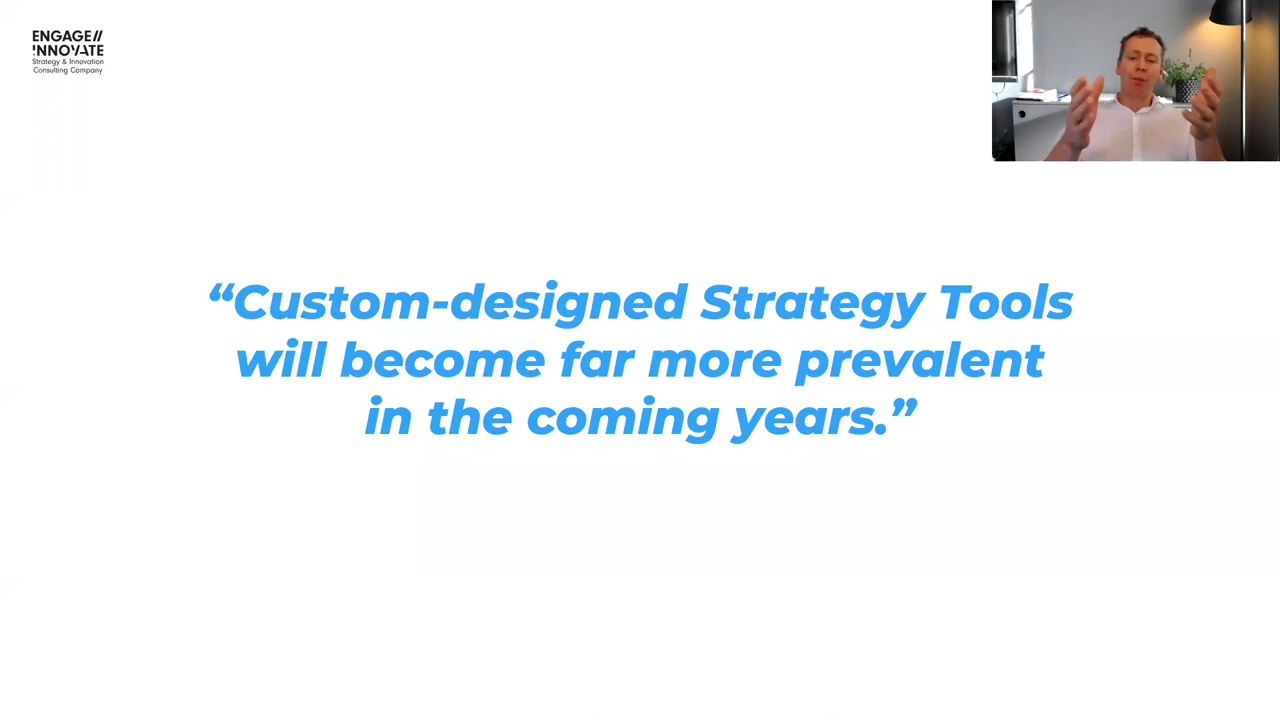 ENGAGE//
INNOVATE
Strategy & Innovation
Consulting Company
“Custom-designed Strategy Tools
will become far more prevalent
in the coming years.”